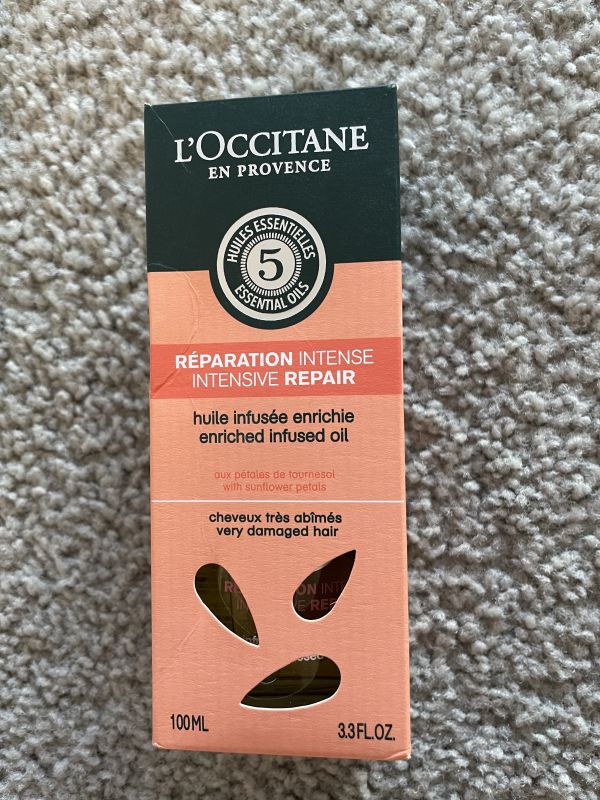 L'OCCITANE
EN PROVENCE
HUILES ESSENTIELLES
5
ESSENTIAL OILS
RÉPARATION INTENSE
INTENSIVE REPAIR
huile infusée enrichie
enriched infused oil
aux pétales de tournesol
with sunflower petals
cheveux très abîmés
very damaged hair
100ML
3.3FL.OZ.